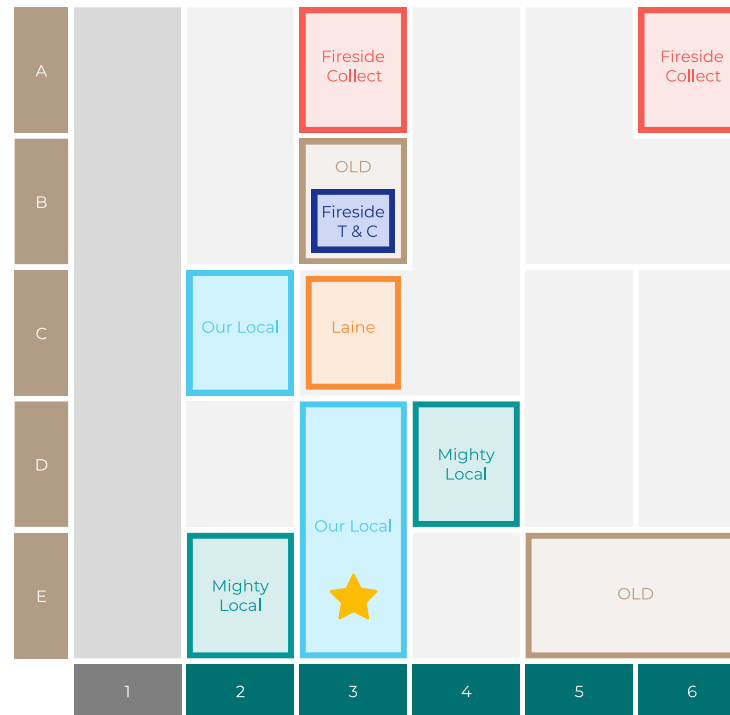 A
Fireside
Collect
Fireside
Collect
B
OLD
Fireside
T & C
C
Our Local
Laine
D
Mighty
Local
Our Local
E
Mighty
Local
OLD
1
2
3
4
5
6